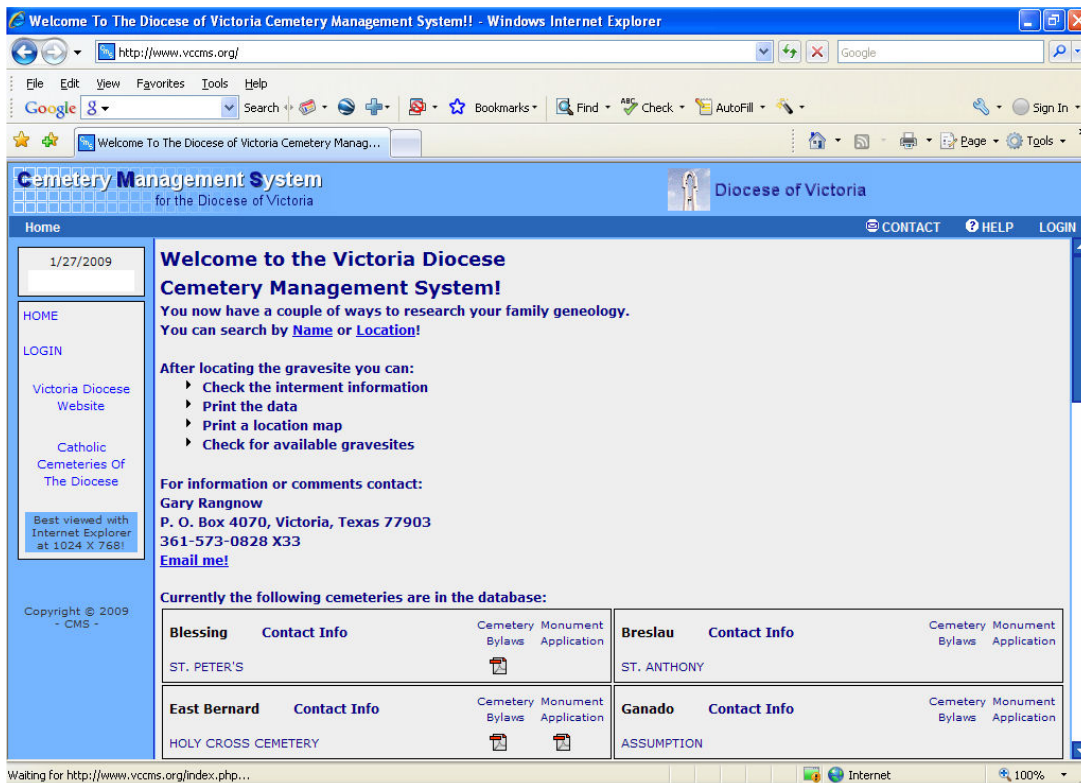 Welcome To The Diocese of Victoria Cemetery Management System!! - Windows Internet Explorer
http://www.vccms.org/
Google
File Edit View Favorites Tools Help
Google Search Bookmarks Find Check AutoFill Sign In
Welcome To The Diocese of Victoria Cemetery Manag...
Page Tools
Cemetery Management System
for the Diocese of Victoria
Diocese of Victoria
Home CONTACT HELP LOGIN
1/27/2009
HOME
LOGIN
Victoria Diocese
Website
Catholic
Cemeteries Of
The Diocese
Best viewed with
Internet Explorer
at 1024 X 768!
Copyright © 2009
- CMS -
Welcome to the Victoria Diocese
Cemetery Management System!
You now have a couple of ways to research your family geneology.
You can search by Name or Location!
After locating the gravesite you can:
Check the interment information
Print the data
Print a location map
Check for available gravesites
For information or comments contact:
Gary Rangnow
P. O. Box 4070, Victoria, Texas 77903
361-573-0828 X33
Email me!
Currently the following cemeteries are in the database:
Blessing Contact Info Cemetery Bylaws Monument Application
ST. PETER'S
Breslau Contact Info Cemetery Bylaws Monument Application
ST. ANTHONY
East Bernard Contact Info Cemetery Bylaws Monument Application
HOLY CROSS CEMETERY
Ganado Contact Info Cemetery Bylaws Monument Application
ASSUMPTION
Waiting for http://www.vccms.org/index.php... Internet 100%